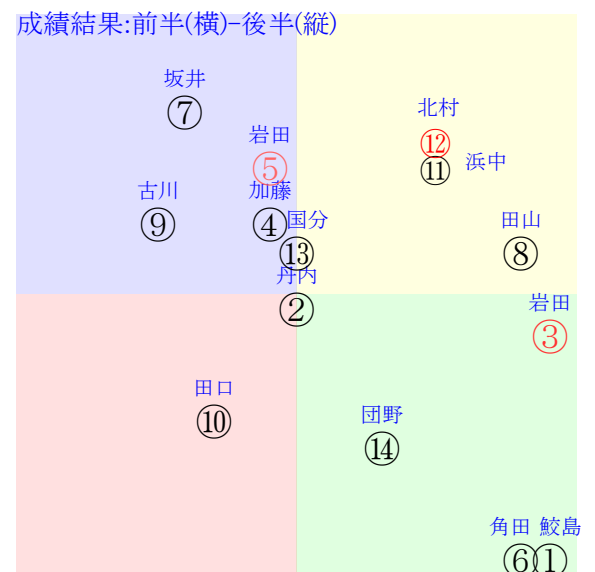 成績結果:前半(横)-後半(縦)
坂井
⑦
北村
⑫
岩田
⑤
⑪
浜中
古川
⑨
加藤
④
国分
⑬
田山
⑧
丹内
②
岩田
③
田口
⑩
団野
⑭
角田
⑥
鮫島
①